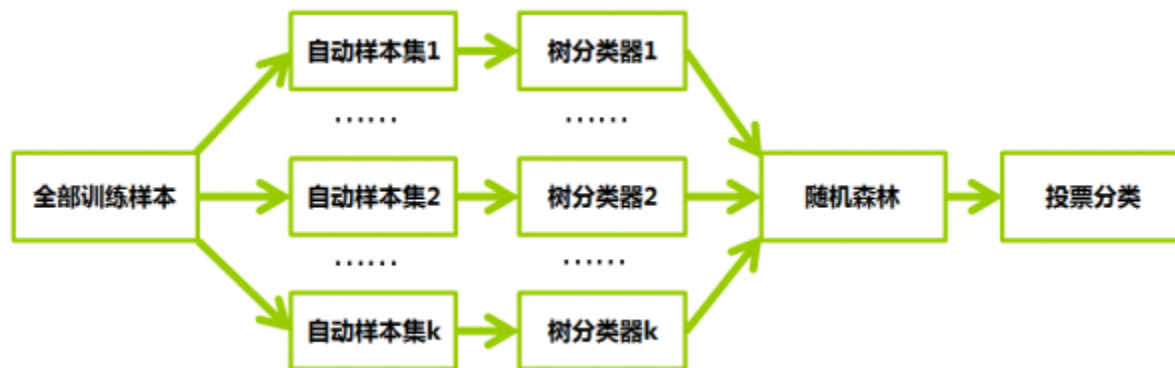 自动样本集1
树分类器1
……
……
全部训练样本
自动样本集2
树分类器2
随机森林
投票分类
……
……
自动样本集k
树分类器k